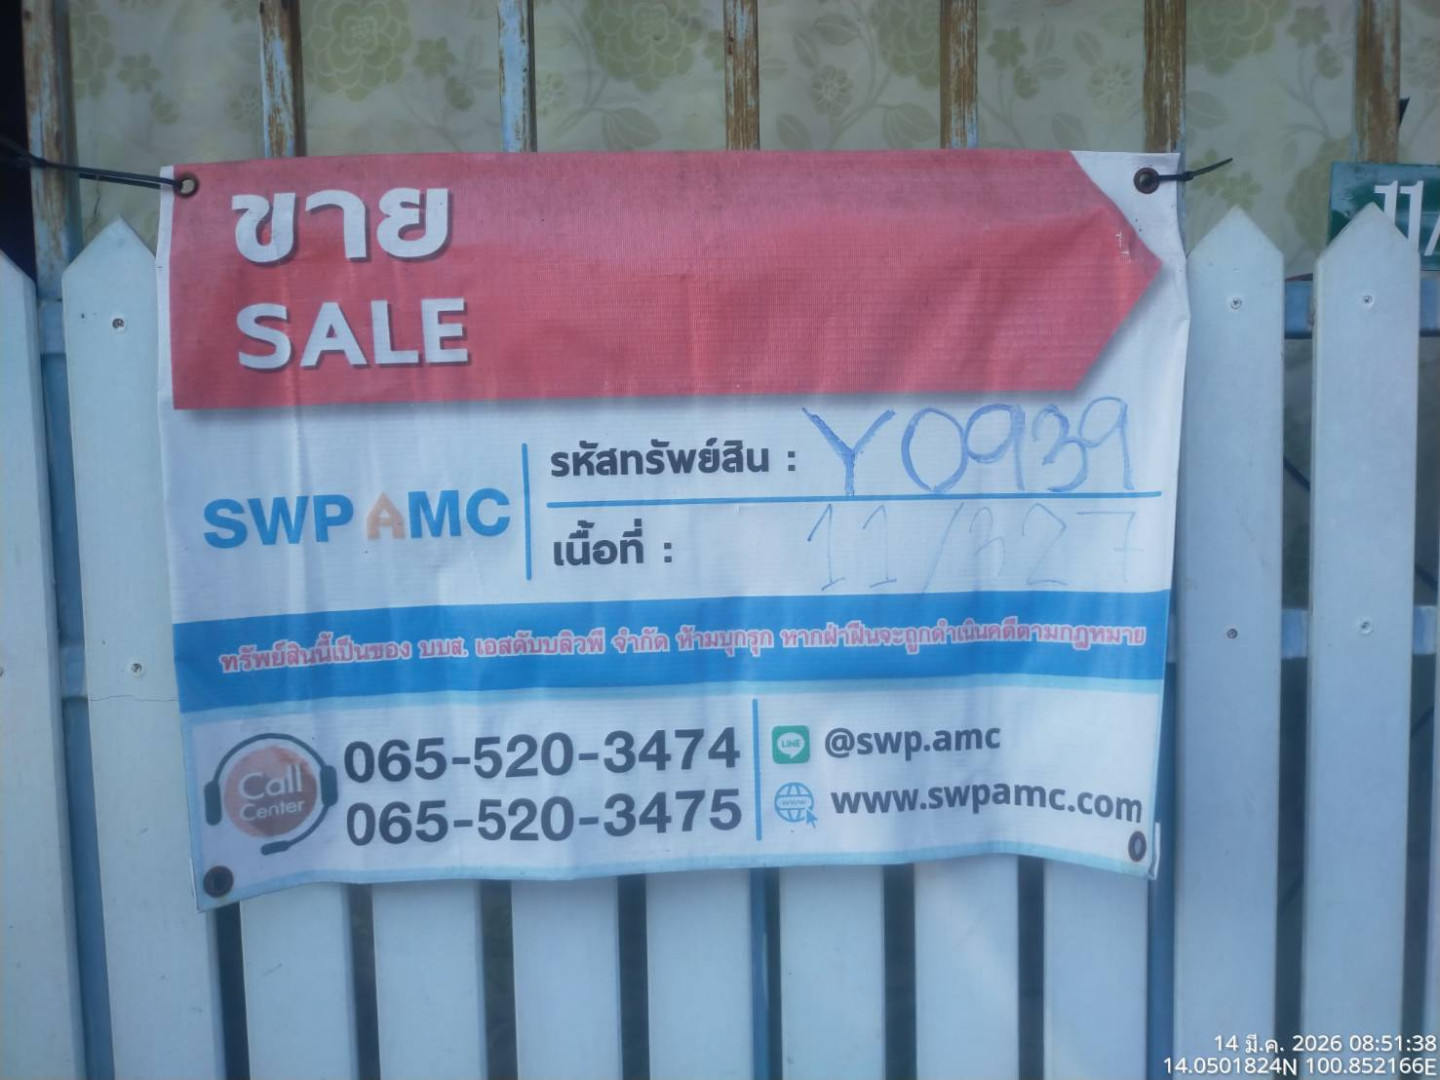 ขาย
SALE
SWP AMC
รหัสทรัพย์สิน : Y0939
เนื้อที่ : 11/327
ทรัพย์สินนี้เป็นของ บบส. เอสดับบลิวพี จำกัด ห้ามบุกรุก หากฝ่าฝืนจะถูกดำเนินคดีตามกฎหมาย
Call
Center
065-520-3474
065-520-3475
LINE
@swp.amc
www
www.swpamc.com
11/
14 มี.ค. 2026 08:51:38
14.0501824N 100.852166E